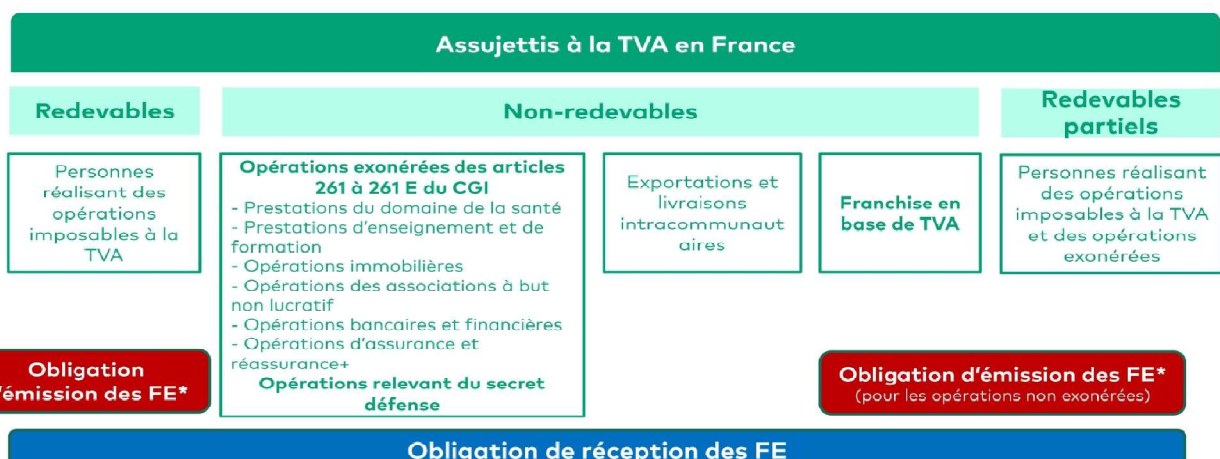 Assujettis à la TVA en France
Redevables
Non-redevables
Redevables
partiels
Personnes
réalisant des
opérations
imposables à la
TVA
Opérations exonérées des articles
261 à 261 E du CGI
- Prestations du domaine de la santé
- Prestations d'enseignement et de
formation
- Opérations immobilières
- Opérations des associations à but
non lucratif
- Opérations bancaires et financières
- Opérations d'assurance et
réassurance+
Opérations relevant du secret
défense
Exportations et
livraisons
intracommunaut
aires
Franchise en
base de TVA
Personnes réalisant
des opérations
imposables à la TVA
et des opérations
exonérées
Obligation
'émission des FE*
Obligation d'émission des FE*
(pour les opérations non exonérées)
Obligation de réception des FE